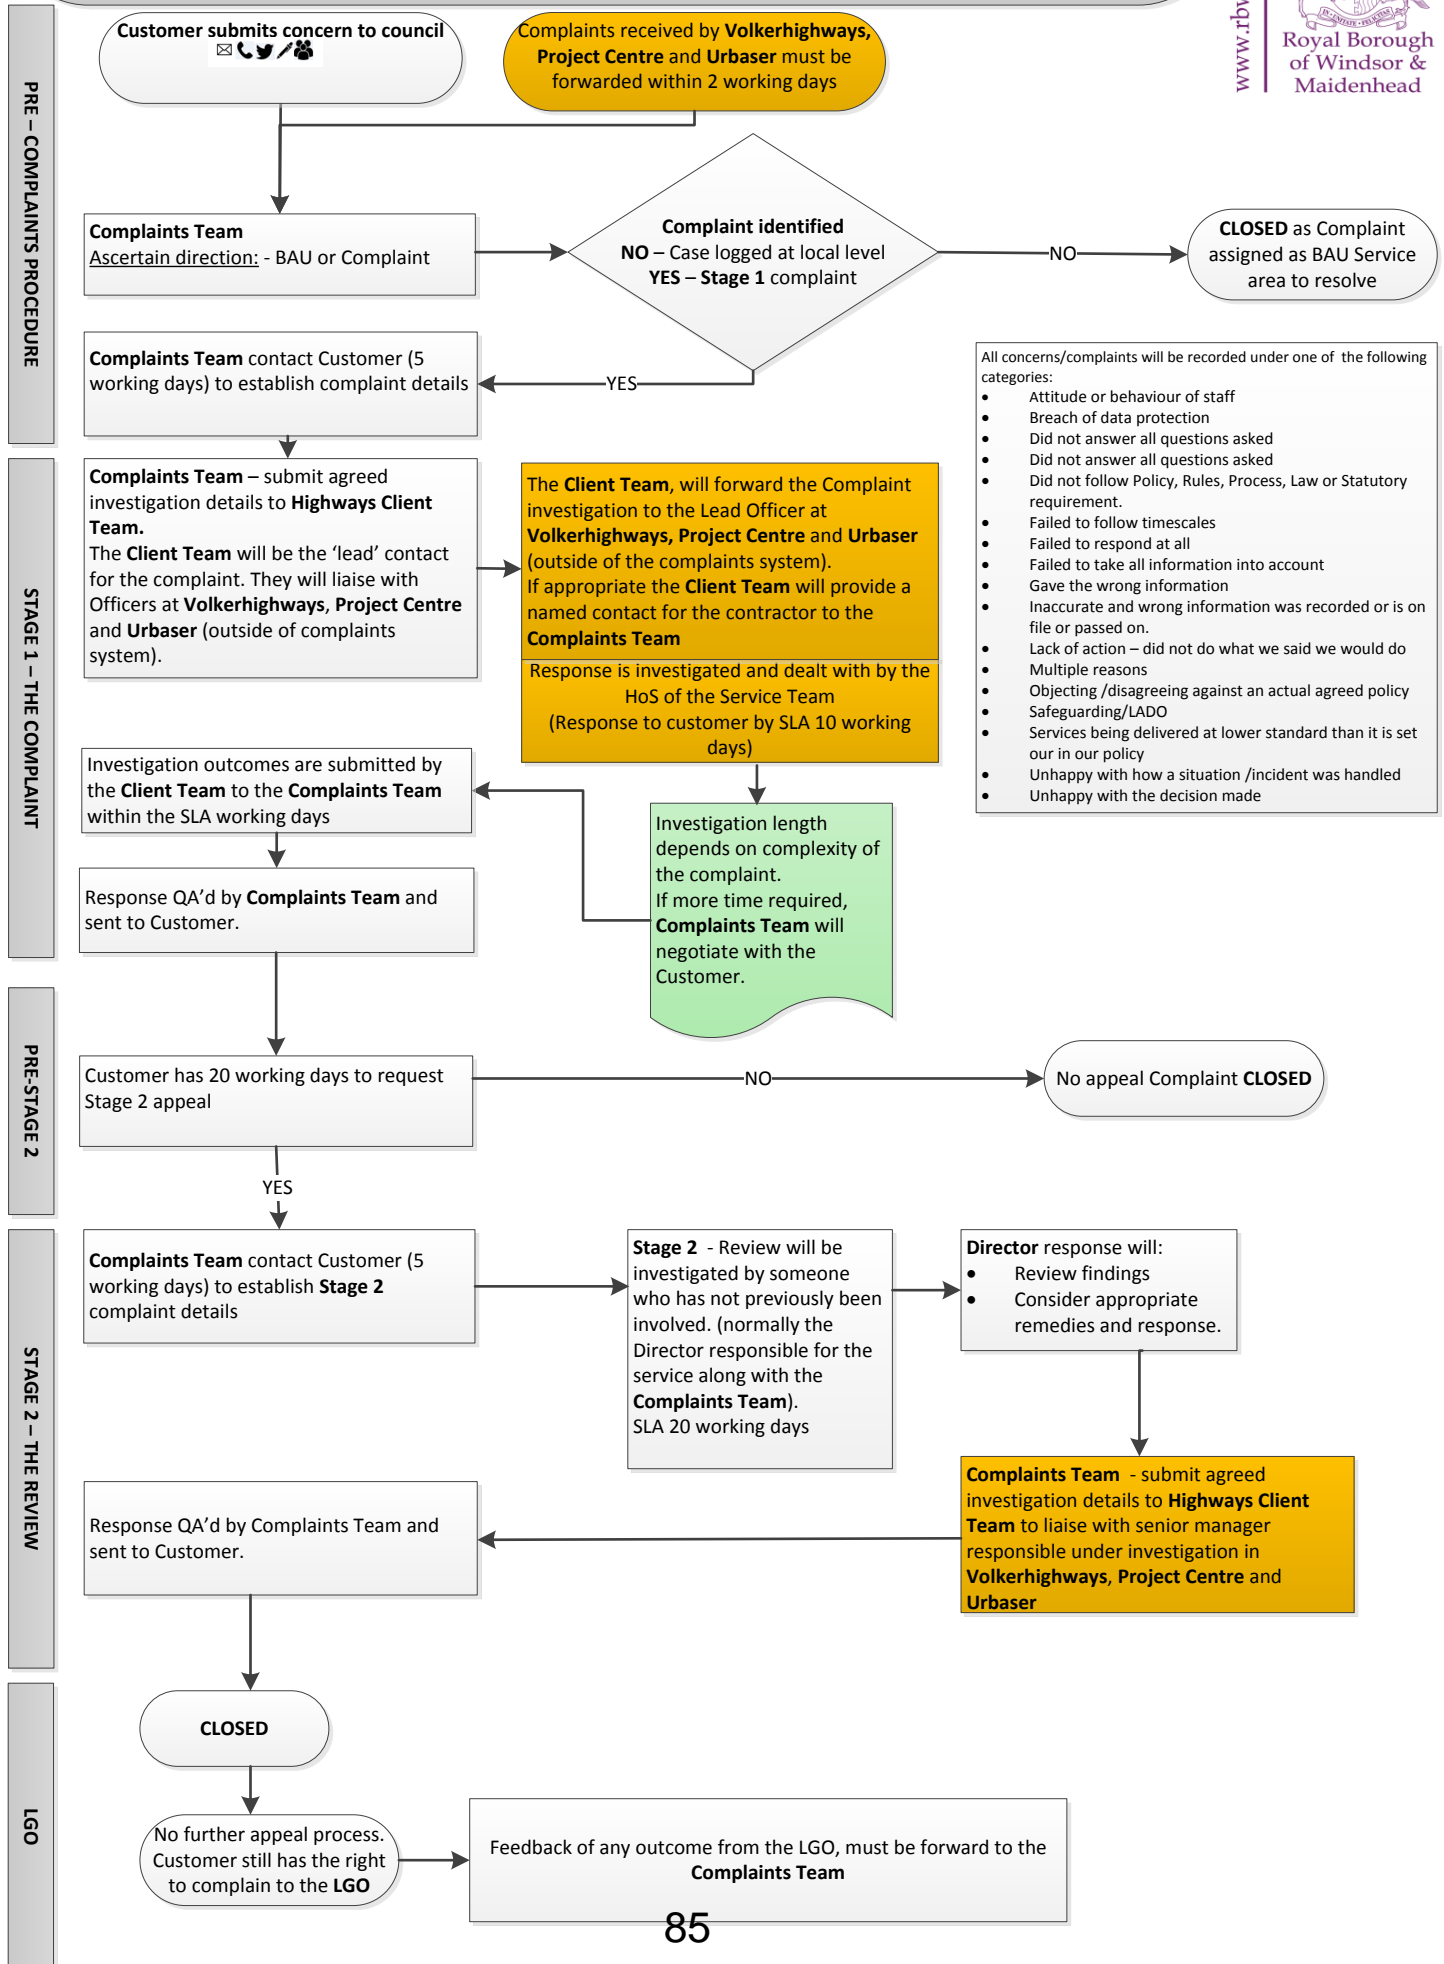 Customer submits concern to council
Complaints received by Volkerhighways,
Project Centre and Urbaser must be
forwarded within 2 working days
www.rbw
Royal Borough
of Windsor &
Maidenhead
PRE – COMPLAINTS PROCEDURE
Complaints Team
Ascertain direction: - BAU or Complaint
Complaint identified
NO – Case logged at local level
YES – Stage 1 complaint
NO
CLOSED as Complaint
assigned as BAU Service
area to resolve
YES
Complaints Team contact Customer (5
working days) to establish complaint details
All concerns/complaints will be recorded under one of the following
categories:
• Attitude or behaviour of staff
• Breach of data protection
• Did not answer all questions asked
• Did not answer all questions asked
• Did not follow Policy, Rules, Process, Law or Statutory
requirement.
• Failed to follow timescales
• Failed to respond at all
• Failed to take all information into account
• Gave the wrong information
• Inaccurate and wrong information was recorded or is on
file or passed on.
• Lack of action – did not do what we said we would do
• Multiple reasons
• Objecting /disagreeing against an actual agreed policy
• Safeguarding/LADO
• Services being delivered at lower standard than it is set
our in our policy
• Unhappy with how a situation /incident was handled
• Unhappy with the decision made
STAGE 1 – THE COMPLAINT
Complaints Team – submit agreed
investigation details to Highways Client
Team.
The Client Team will be the ‘lead’ contact
for the complaint. They will liaise with
Officers at Volkerhighways, Project Centre
and Urbaser (outside of complaints
system).
The Client Team, will forward the Complaint
investigation to the Lead Officer at
Volkerhighways, Project Centre and Urbaser
(outside of the complaints system).
If appropriate the Client Team will provide a
named contact for the contractor to the
Complaints Team
Response is investigated and dealt with by the
HoS of the Service Team
(Response to customer by SLA 10 working
days)
Investigation outcomes are submitted by
the Client Team to the Complaints Team
within the SLA working days
Investigation length
depends on complexity of
the complaint.
If more time required,
Complaints Team will
negotiate with the
Customer.
Response QA’d by Complaints Team and
sent to Customer.
PRE-STAGE 2
Customer has 20 working days to request
Stage 2 appeal
NO
No appeal Complaint CLOSED
YES
STAGE 2 – THE REVIEW
Complaints Team contact Customer (5
working days) to establish Stage 2
complaint details
Stage 2 - Review will be
investigated by someone
who has not previously been
involved. (normally the
Director responsible for the
service along with the
Complaints Team).
SLA 20 working days
Director response will:
• Review findings
• Consider appropriate
remedies and response.
Complaints Team - submit agreed
investigation details to Highways Client
Team to liaise with senior manager
responsible under investigation in
Volkerhighways, Project Centre and
Urbaser
Response QA’d by Complaints Team and
sent to Customer.
LGO
CLOSED
No further appeal process.
Customer still has the right
to complain to the LGO
Feedback of any outcome from the LGO, must be forward to the
Complaints Team
85